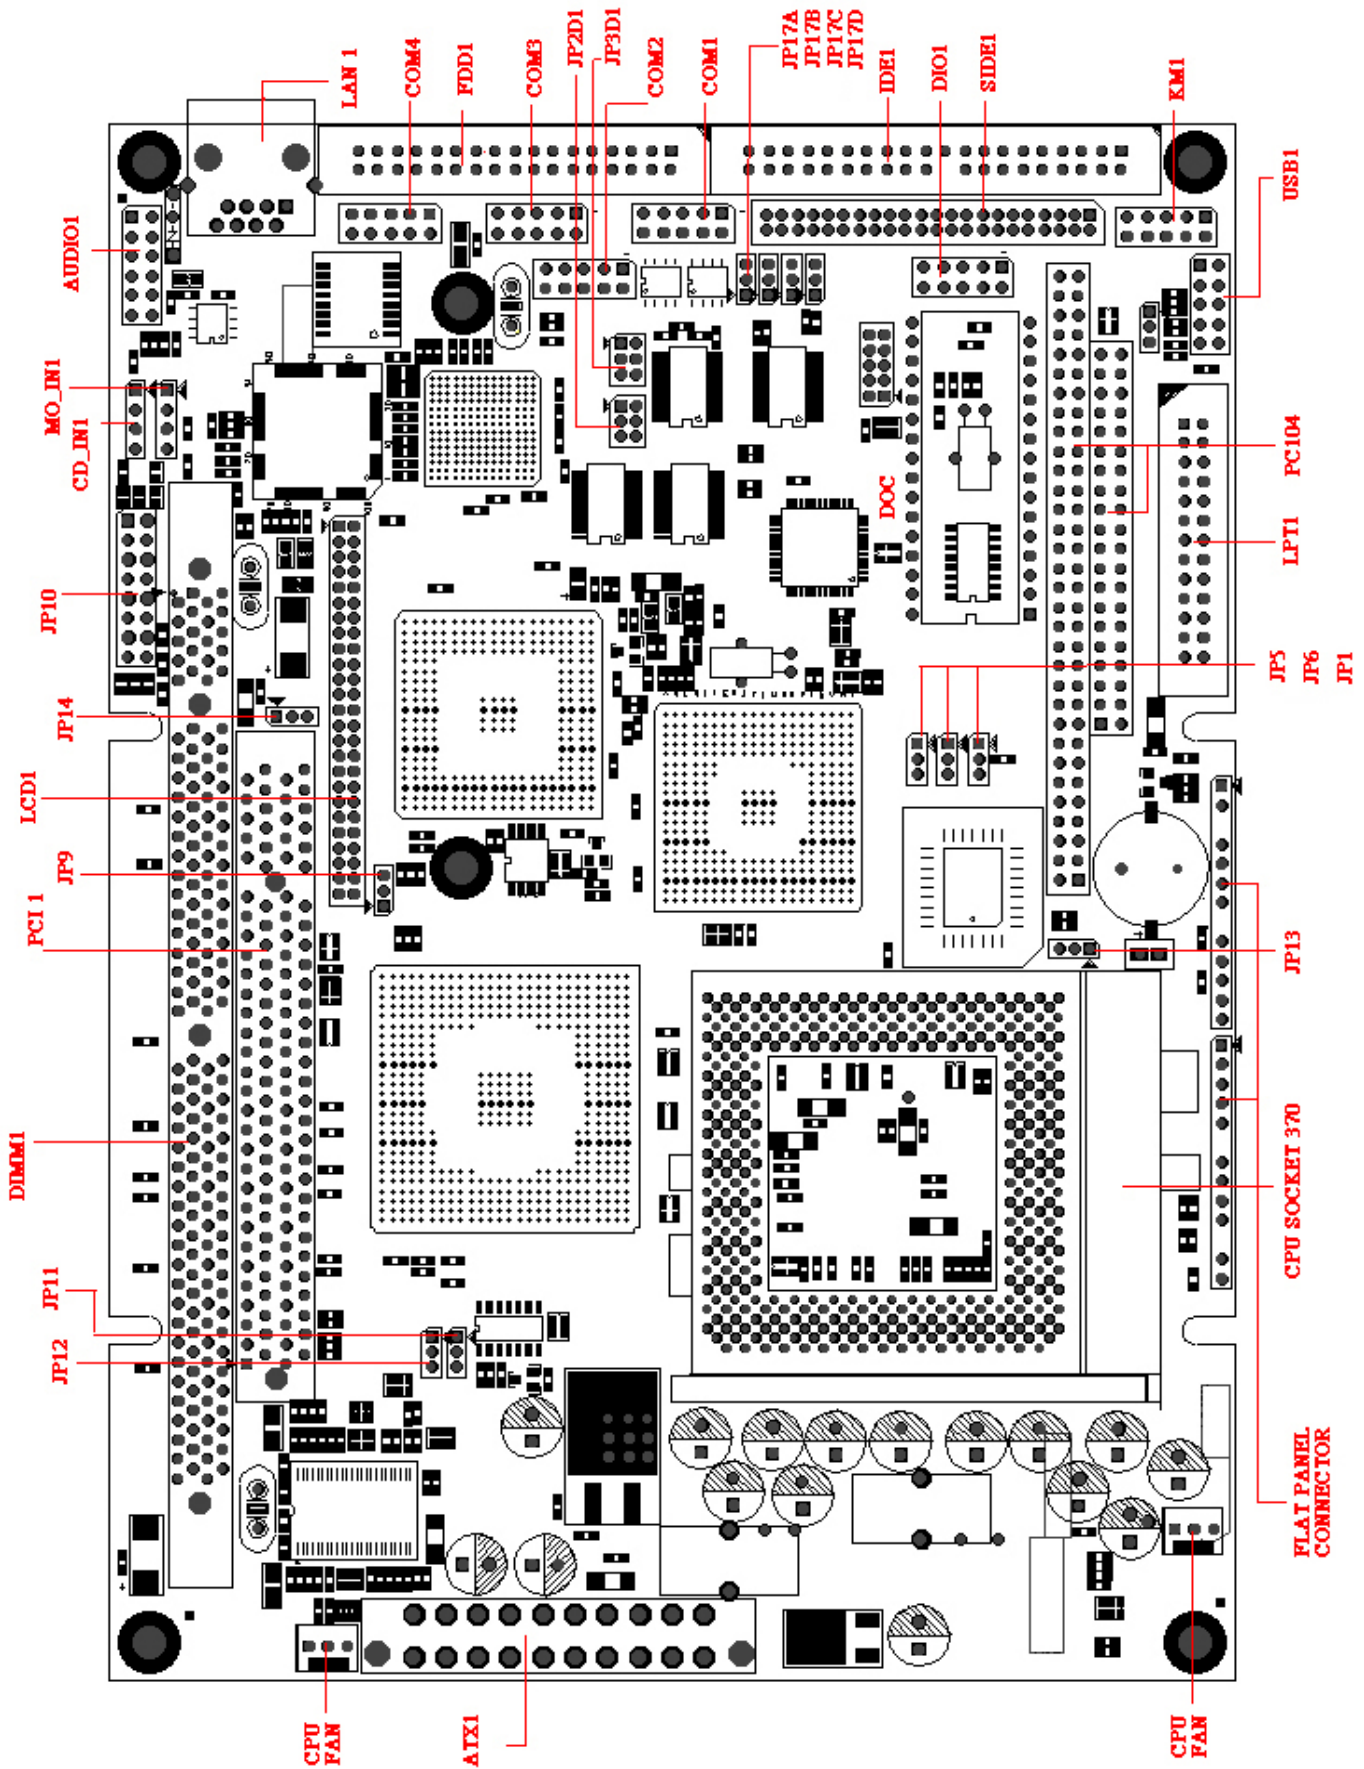 LAN 1
COM4
FDD1
COM3
JP2D1
JP3D1
COM2
COM1
JP17A
JP17B
JP17C
JP17D
IDE1
DIO1
SIDE1
KM1
USB1
AUDIO1
MO_IN1
CD_IN1
PC104
DOC
LPT1
JP10
JP5
JP6
JP1
JP14
LCD1
JP9
PCI 1
JP13
DIMM1
CPU SOCKET 370
JP11
JP12
FLAT PANEL
CONNECTOR
CPU
FAN
ATX1
CPU
FAN